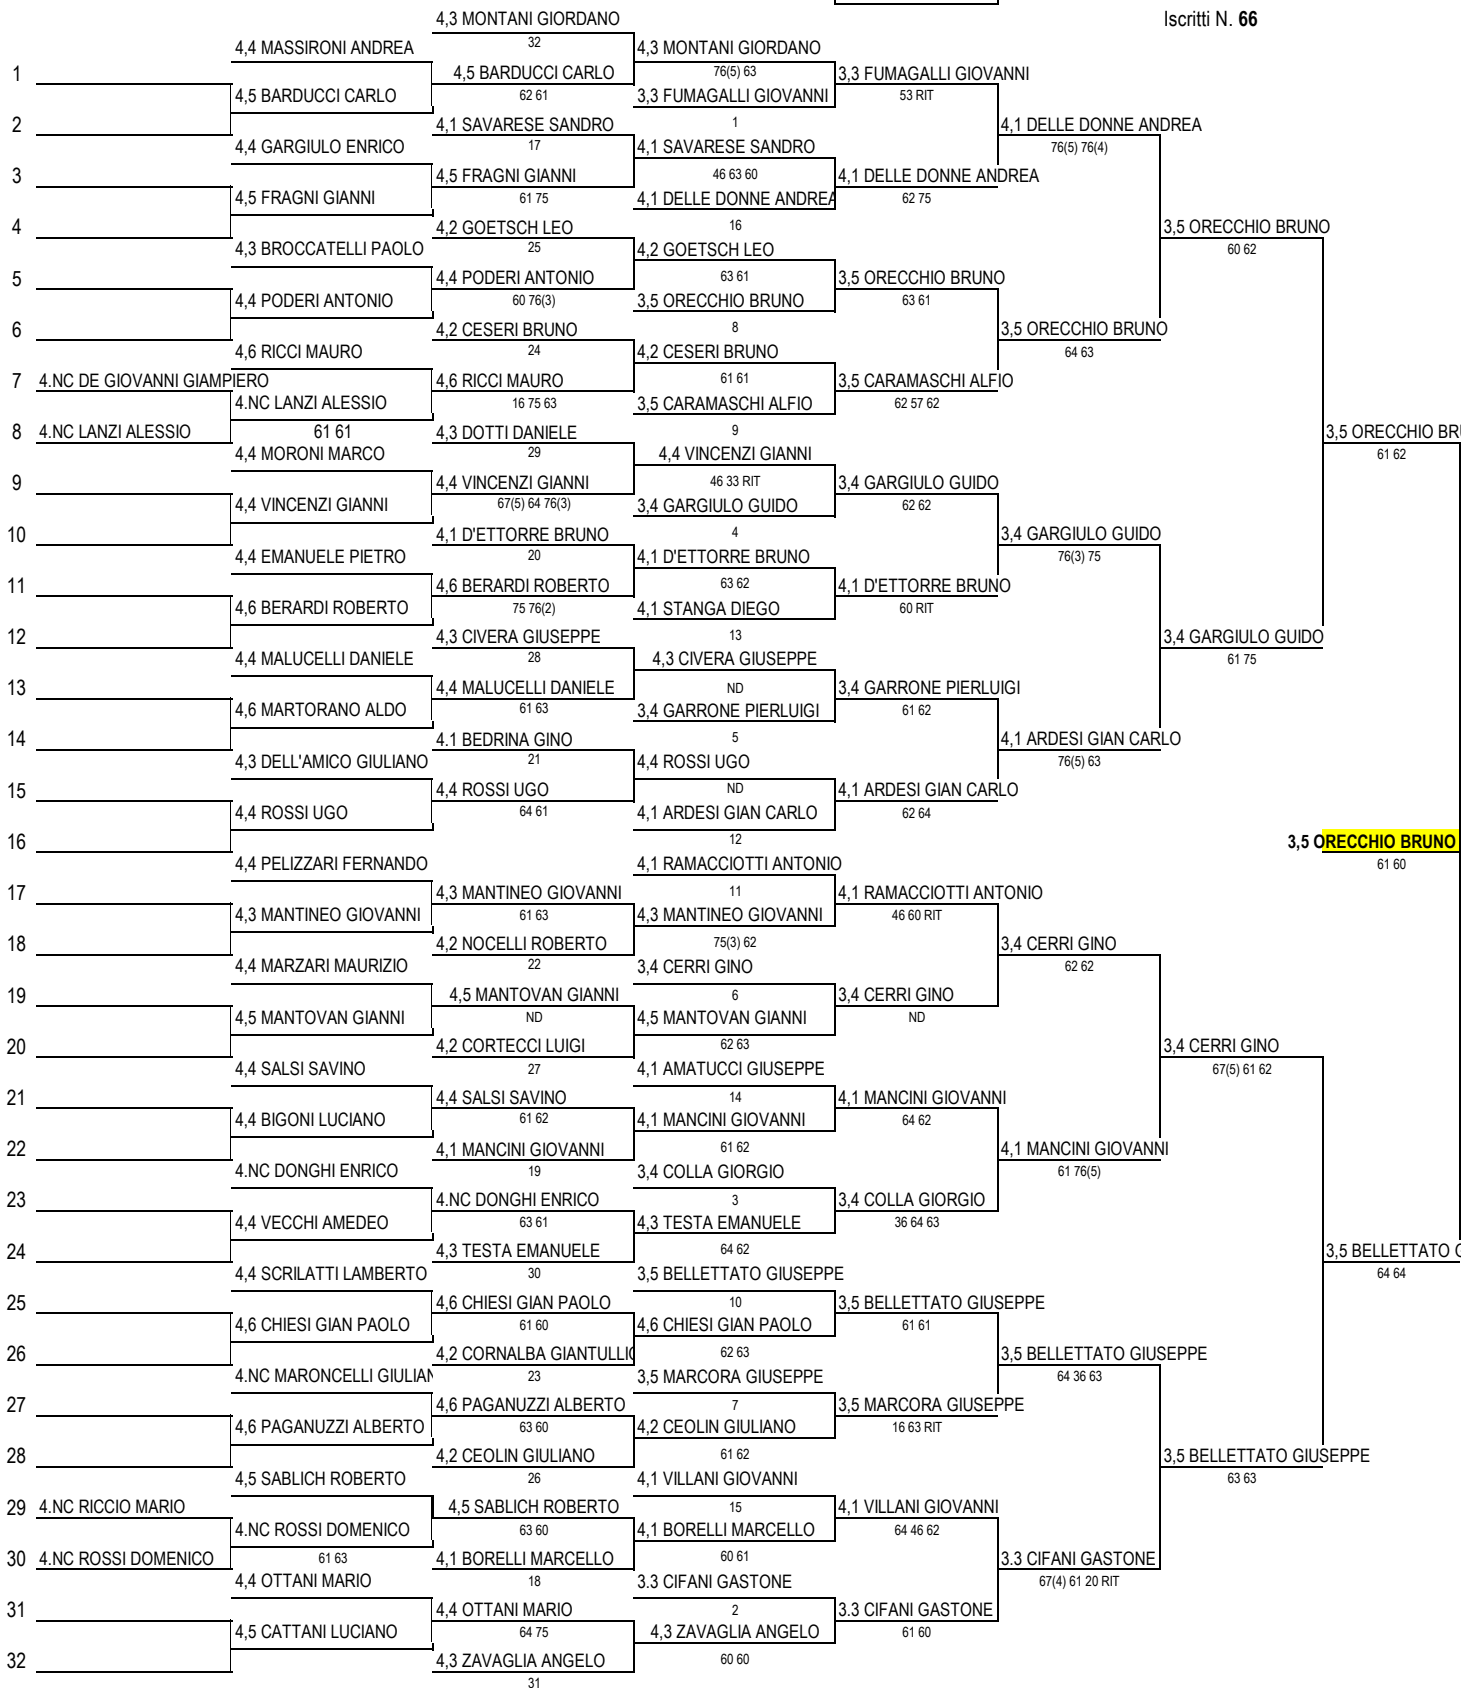 4,3 MONTANI GIORDANO
Iscritti N. 66
32
4,4 MASSIRONI ANDREA
4,3 MONTANI GIORDANO
1
4,5 BARDUCCI CARLO
76(5) 63
3,3 FUMAGALLI GIOVANNI
4,5 BARDUCCI CARLO
62 61
3,3 FUMAGALLI GIOVANNI
53 RIT
2
4,1 SAVARESE SANDRO
1
4,1 DELLE DONNE ANDREA
4,4 GARGIULO ENRICO
17
4,1 SAVARESE SANDRO
76(5) 76(4)
3
4,5 FRAGNI GIANNI
46 63 60
4,1 DELLE DONNE ANDREA
4,5 FRAGNI GIANNI
61 75
4,1 DELLE DONNE ANDREA
62 75
4
4,2 GOETSCH LEO
16
3,5 ORECCHIO BRUNO
4,3 BROCCATELLI PAOLO
25
4,2 GOETSCH LEO
60 62
5
4,4 PODERI ANTONIO
63 61
3,5 ORECCHIO BRUNO
4,4 PODERI ANTONIO
60 76(3)
3,5 ORECCHIO BRUNO
63 61
6
4,2 CESERI BRUNO
8
3,5 ORECCHIO BRUNO
4,6 RICCI MAURO
24
4,2 CESERI BRUNO
64 63
7 4.NC DE GIOVANNI GIAMPIERO
4,6 RICCI MAURO
61 61
3,5 CARAMASCHI ALFIO
4.NC LANZI ALESSIO
16 75 63
3,5 CARAMASCHI ALFIO
62 57 62
8 4.NC LANZI ALESSIO
61 61
4,3 DOTTI DANIELE
9
3,5 ORECCHIO BR
4,4 MORONI MARCO
29
4,4 VINCENZI GIANNI
61 62
9
4,4 VINCENZI GIANNI
46 33 RIT
3,4 GARGIULO GUIDO
4,4 VINCENZI GIANNI
67(5) 64 76(3)
3,4 GARGIULO GUIDO
62 62
10
4,1 D'ETTORRE BRUNO
4
3,4 GARGIULO GUIDO
4,4 EMANUELE PIETRO
20
4,1 D'ETTORRE BRUNO
76(3) 75
11
4,6 BERARDI ROBERTO
63 62
4,1 D'ETTORRE BRUNO
4,6 BERARDI ROBERTO
75 76(2)
4,1 STANGA DIEGO
60 RIT
12
4,3 CIVERA GIUSEPPE
13
3,4 GARGIULO GUIDO
4,4 MALUCELLI DANIELE
28
4,3 CIVERA GIUSEPPE
61 75
13
4,4 MALUCELLI DANIELE
ND
3,4 GARRONE PIERLUIGI
4,6 MARTORANO ALDO
61 63
3,4 GARRONE PIERLUIGI
61 62
14
4.1 BEDRINA GINO
5
4,1 ARDESI GIAN CARLO
4,3 DELL'AMICO GIULIANO
21
4,4 ROSSI UGO
76(5) 63
15
4,4 ROSSI UGO
ND
4,1 ARDESI GIAN CARLO
4,4 ROSSI UGO
64 61
4,1 ARDESI GIAN CARLO
62 64
16
12
3,5 ORECCHIO BRUNO
4,4 PELIZZARI FERNANDO
4,1 RAMACCIOTTI ANTONIO
61 60
17
4,3 MANTINEO GIOVANNI
11
4,1 RAMACCIOTTI ANTONIO
4,3 MANTINEO GIOVANNI
61 63
4,3 MANTINEO GIOVANNI
46 60 RIT
18
4,2 NOCELLI ROBERTO
75(3) 62
3,4 CERRI GINO
4,4 MARZARI MAURIZIO
22
3,4 CERRI GINO
62 62
19
4,5 MANTOVAN GIANNI
6
3,4 CERRI GINO
4,5 MANTOVAN GIANNI
ND
4,5 MANTOVAN GIANNI
ND
20
4,2 CORTECCI LUIGI
62 63
3,4 CERRI GINO
4,4 SALSI SAVINO
27
4,1 AMATUCCI GIUSEPPE
67(5) 61 62
21
4,4 SALSI SAVINO
14
4,1 MANCINI GIOVANNI
4,4 BIGONI LUCIANO
61 62
4,1 MANCINI GIOVANNI
64 62
22
4,1 MANCINI GIOVANNI
61 62
4,1 MANCINI GIOVANNI
4.NC DONGHI ENRICO
19
3,4 COLLA GIORGIO
61 76(5)
23
4.NC DONGHI ENRICO
3
3,4 COLLA GIORGIO
4,4 VECCHI AMEDEO
63 61
4,3 TESTA EMANUELE
36 64 63
24
4,3 TESTA EMANUELE
64 62
3,5 BELLETTATO G
4,4 SCRILATTI LAMBERTO
30
3,5 BELLETTATO GIUSEPPE
64 64
25
4,6 CHIESI GIAN PAOLO
10
3,5 BELLETTATO GIUSEPPE
4,6 CHIESI GIAN PAOLO
61 60
4,6 CHIESI GIAN PAOLO
61 61
26
4,2 CORNALBA GIANTULLIO
62 63
3,5 BELLETTATO GIUSEPPE
4.NC MARONCELLI GIULIAN
23
3,5 MARCORA GIUSEPPE
64 36 63
27
4,6 PAGANUZZI ALBERTO
7
3,5 MARCORA GIUSEPPE
4,6 PAGANUZZI ALBERTO
63 60
4,2 CEOLIN GIULIANO
16 63 RIT
28
4,2 CEOLIN GIULIANO
61 62
3,5 BELLETTATO GIUSEPPE
4,5 SABLICH ROBERTO
26
4,1 VILLANI GIOVANNI
63 63
29 4.NC RICCIO MARIO
4,5 SABLICH ROBERTO
15
4,1 VILLANI GIOVANNI
4.NC ROSSI DOMENICO
63 60
4,1 BORELLI MARCELLO
64 46 62
30 4.NC ROSSI DOMENICO
61 63
4,1 BORELLI MARCELLO
60 61
3.3 CIFANI GASTONE
4,4 OTTANI MARIO
18
3.3 CIFANI GASTONE
67(4) 61 20 RIT
31
4,4 OTTANI MARIO
2
3.3 CIFANI GASTONE
4,5 CATTANI LUCIANO
64 75
4,3 ZAVAGLIA ANGELO
61 60
32
4,3 ZAVAGLIA ANGELO
60 60
31